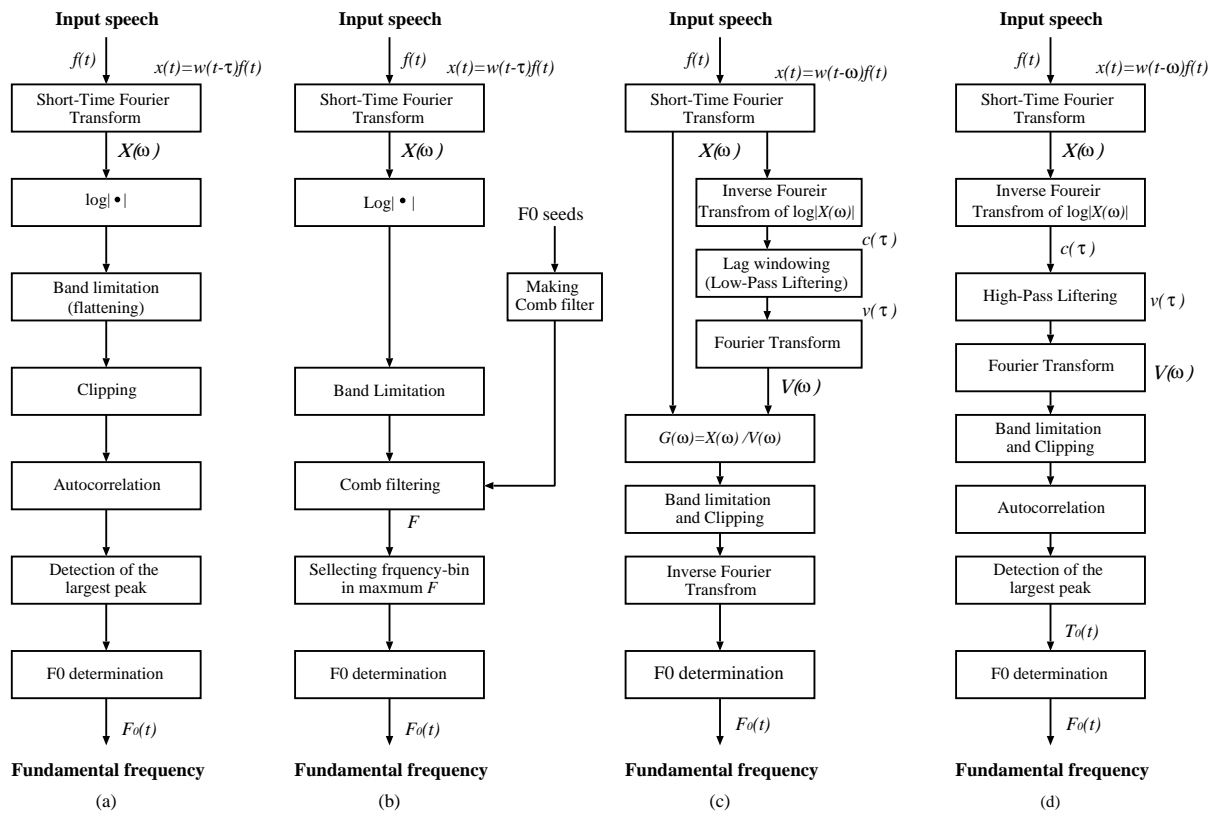 Input speech
f(t)
x(t)=w(t-τ)f(t)
Short-Time Fourier
Transform
X(ω)
log| • |
Band limitation
(flattening)
Clipping
Autocorrelation
Detection of the
largest peak
F0 determination
F0(t)
Fundamental frequency
(a)
Input speech
f(t)
x(t)=w(t-τ)f(t)
Short-Time Fourier
Transform
X(ω)
Log| • |
F0 seeds
Making
Comb filter
Band Limitation
Comb filtering
F
Sellecting frquency-bin
in maxmum F
F0 determination
F0(t)
Fundamental frequency
(b)
Input speech
f(t)
x(t)=w(t-ω)f(t)
Short-Time Fourier
Transform
X(ω)
Inverse Foureir
Transfrom of log|X(ω)|
c(τ)
Lag windowing
(Low-Pass Liftering)
v(τ)
Fourier Transform
V(ω)
G(ω)=X(ω)/V(ω)
Band limitation
and Clipping
Inverse Fourier
Transfrom
F0 determination
F0(t)
Fundamental frequency
(c)
Input speech
f(t)
x(t)=w(t-ω)f(t)
Short-Time Fourier
Transform
X(ω)
Inverse Foureir
Transfrom of log|X(ω)|
c(τ)
High-Pass Liftering
v(τ)
Fourier Transform
V(ω)
Band limitation
and Clipping
Autocorrelation
Detection of the
largest peak
T0(t)
F0 determination
F0(t)
Fundamental frequency
(d)